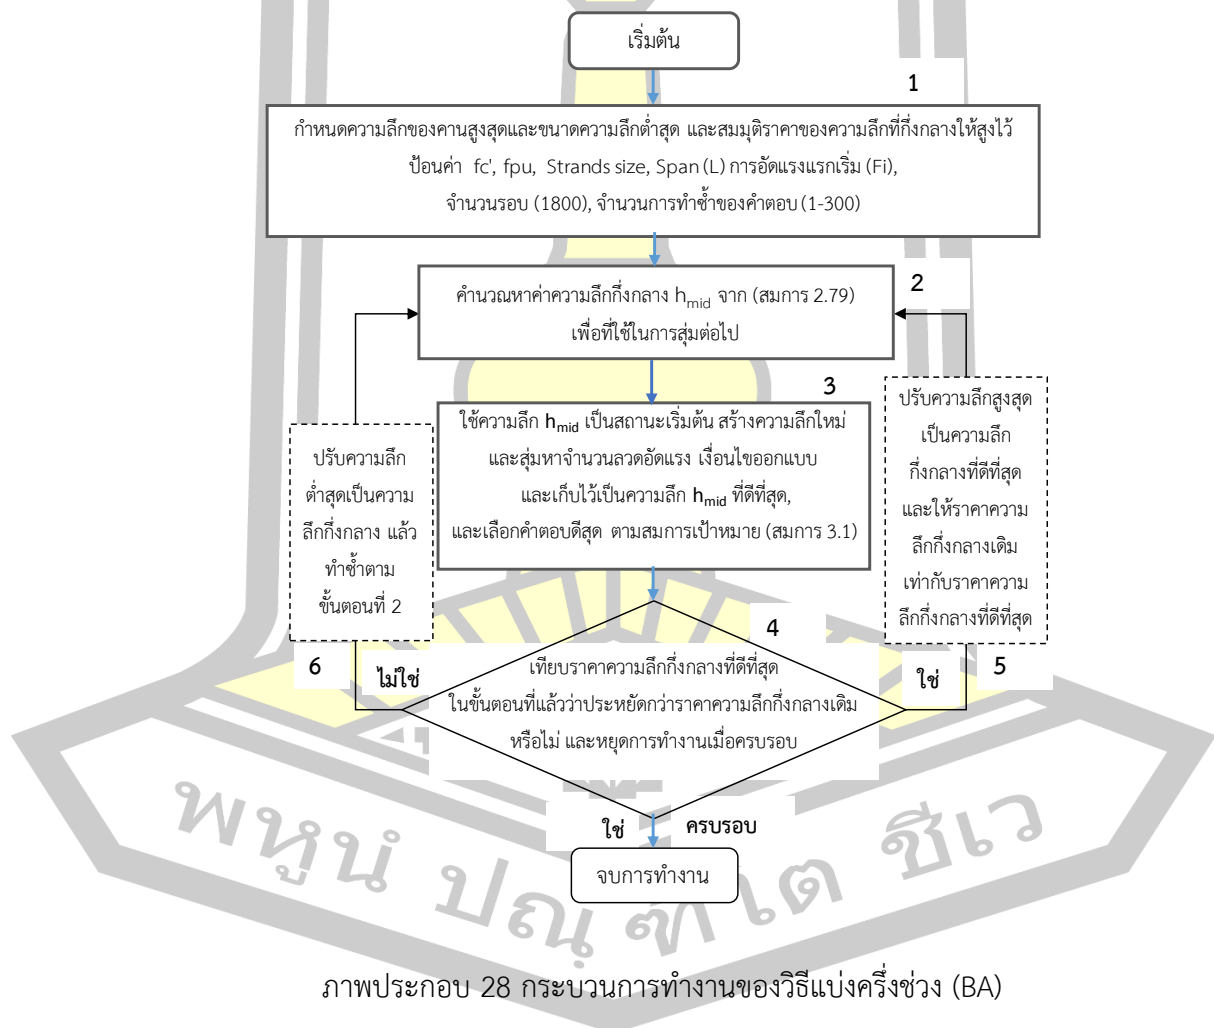 เริ่มต้น
1
กำหนดความลึกของคานสูงสุดและขนาดความลึกต่ำสุด และสมมุติราคาของความลึกที่กึ่งกลางให้สูงไว้
ป้อนค่า fc', fpu, Strands size, Span (L) การอัดแรงแรกเริ่ม (Fi),
จำนวนรอบ (1800), จำนวนการทำซ้ำของคำตอบ (1-300)
2
คำนวณหาค่าความลึกกึ่งกลาง hmid จาก (สมการ 2.79)
เพื่อที่ใช้ในการสุ่มต่อไป
3
ใช้ความลึก hmid เป็นสถานะเริ่มต้น สร้างความลึกใหม่
และสุ่มหาจำนวนลวดอัดแรง เงื่อนไขออกแบบ
และเก็บไว้เป็นความลึก hmid ที่ดีที่สุด,
และเลือกคำตอบดีสุด ตามสมการเป้าหมาย (สมการ 3.1)
ปรับความลึก
ต่ำสุดเป็นความ
ลึกกึ่งกลาง แล้ว
ทำซ้ำตาม
ขั้นตอนที่ 2
ปรับความลึกสูงสุด
เป็นความลึก
กึ่งกลางที่ดีที่สุด
และให้ราคาความ
ลึกกึ่งกลางเดิม
เท่ากับราคาความ
ลึกกึ่งกลางที่ดีที่สุด
4
6
ไม่ใช่
เทียบราคาความลึกกึ่งกลางที่ดีที่สุด
ในขั้นตอนที่แล้วว่าประหยัดกว่าราคาความลึกกึ่งกลางเดิม
หรือไม่ และหยุดการทำงานเมื่อครบรอบ
ใช่
5
ใช่
ครบรอบ
จบการทำงาน
พหูนํ ปณฺฑิโต ชีเว
ภาพประกอบ 28 กระบวนการทำงานของวิธีแบ่งครึ่งช่วง (BA)